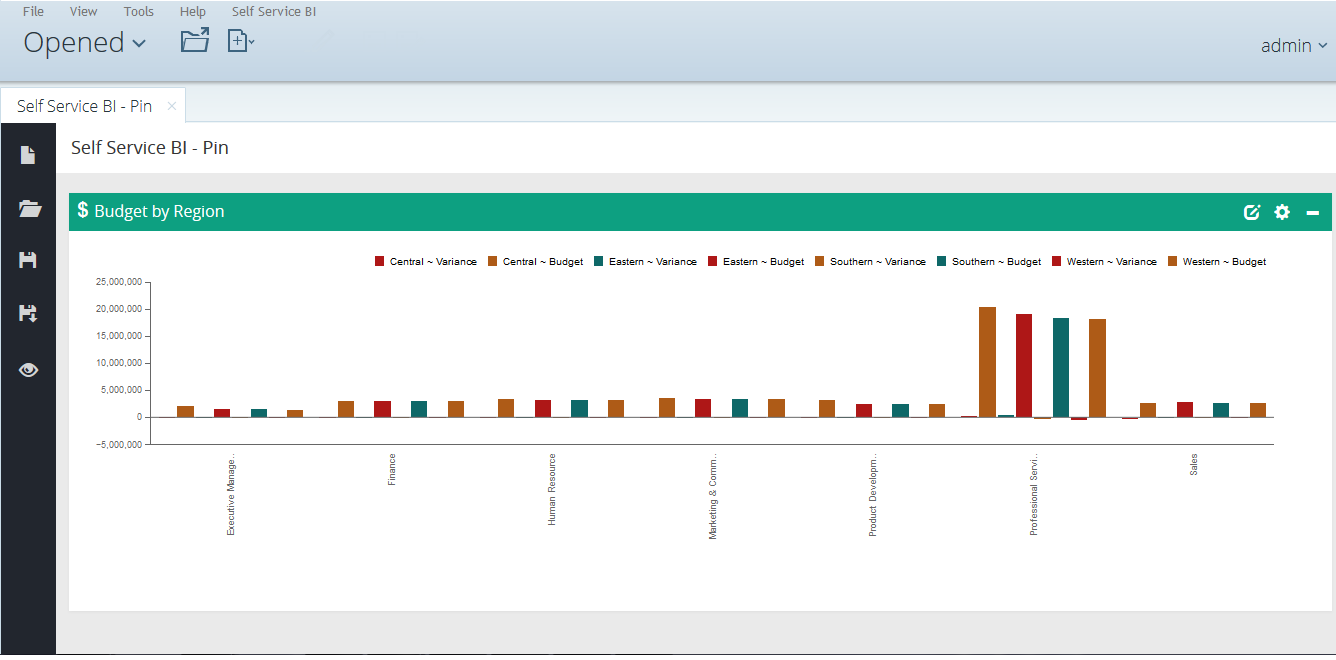 File View Tools Help Self Service BI
Opened
admin
Self Service BI - Pin ×
Self Service BI - Pin
$ Budget by Region
Central ~ Variance Central ~ Budget Eastern ~ Variance Eastern ~ Budget Southern ~ Variance Southern ~ Budget Western ~ Variance Western ~ Budget
25,000,000
20,000,000
15,000,000
10,000,000
5,000,000
0
−5,000,000
Executive Manage..
Finance
Human Resource
Marketing & Comm..
Product Developm..
Professional Servi..
Sales